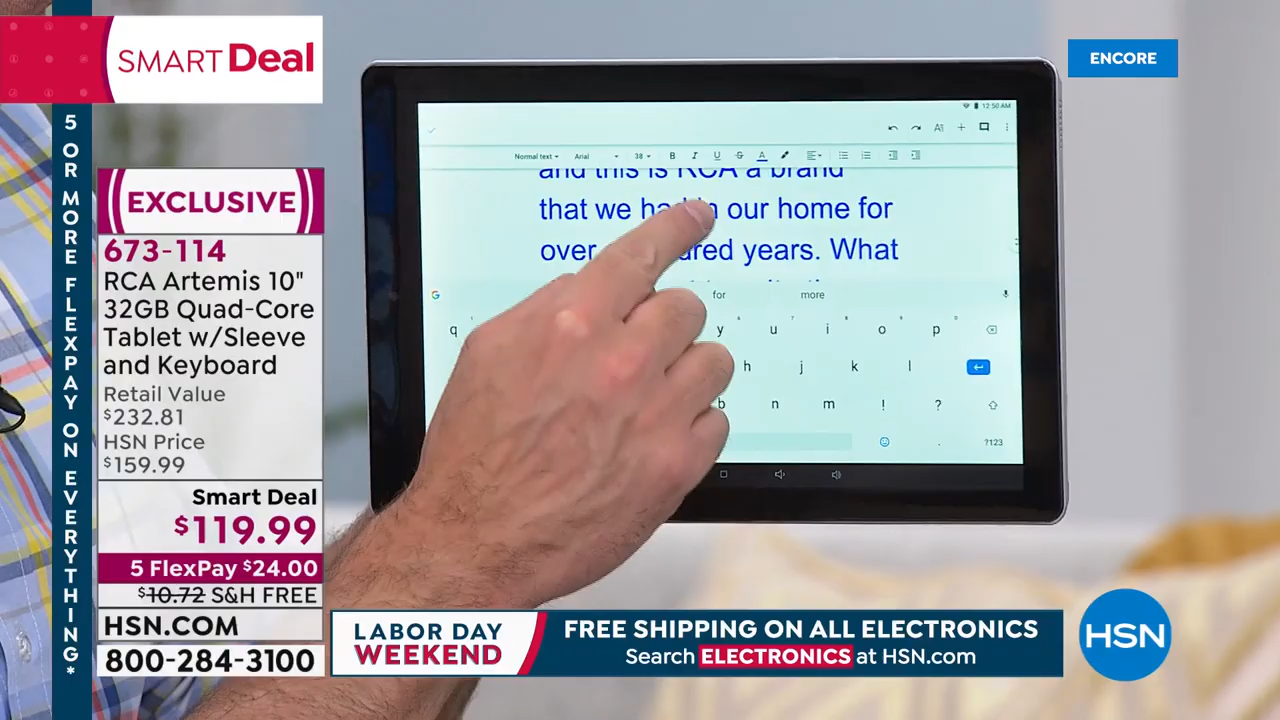 SMART Deal
ENCORE
5 OR MORE FLEXPAY ON EVERYTHING*
EXCLUSIVE
673-114
RCA Artemis 10"
32GB Quad-Core
Tablet w/Sleeve
and Keyboard
Retail Value
$232.81
HSN Price
$159.99
Smart Deal
$119.99
5 FlexPay $24.00
$10.72 S&H FREE
HSN.COM
800-284-3100
12:50 AM
Normal text
Arial
38
B I U S A
and this is RCA a brand
that we had in our home for
over years. What
for more
q y u i o p
h j k l
b n m ! ?
. ?123
LABOR DAY
WEEKEND
FREE SHIPPING ON ALL ELECTRONICS
Search ELECTRONICS at HSN.com
HSN